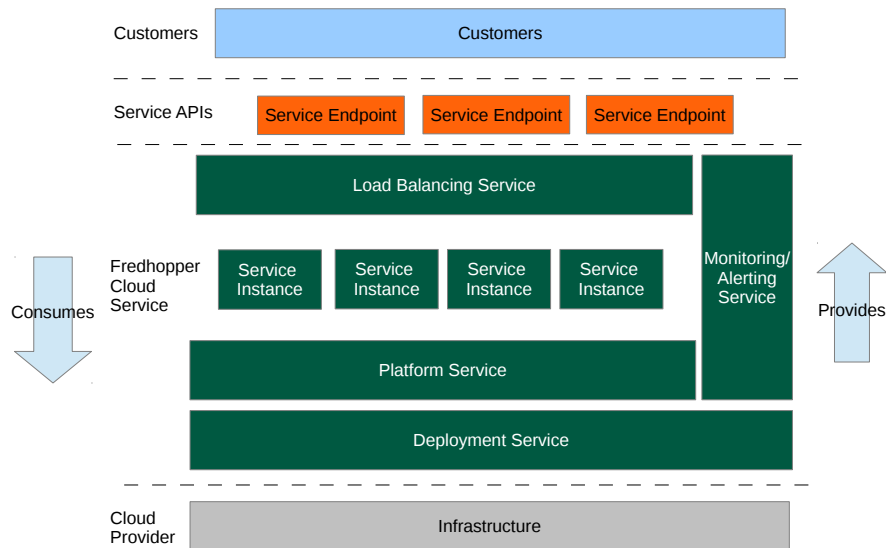 Customers
Customers
Service APIs
Service Endpoint
Service Endpoint
Service Endpoint
Load Balancing Service
Monitoring/
Alerting
Service
Fredhopper
Cloud
Service
Service
Instance
Service
Instance
Service
Instance
Service
Instance
Consumes
Provides
Platform Service
Deployment Service
Cloud
Provider
Infrastructure